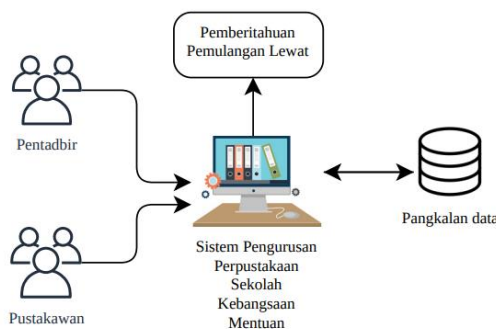 Pemberitahuan
Pemulangan Lewat
Pentadbir
Pustakawan
Sistem Pengurusan
Perpustakaan
Sekolah
Kebangsaan
Mentuan
Pangkalan data